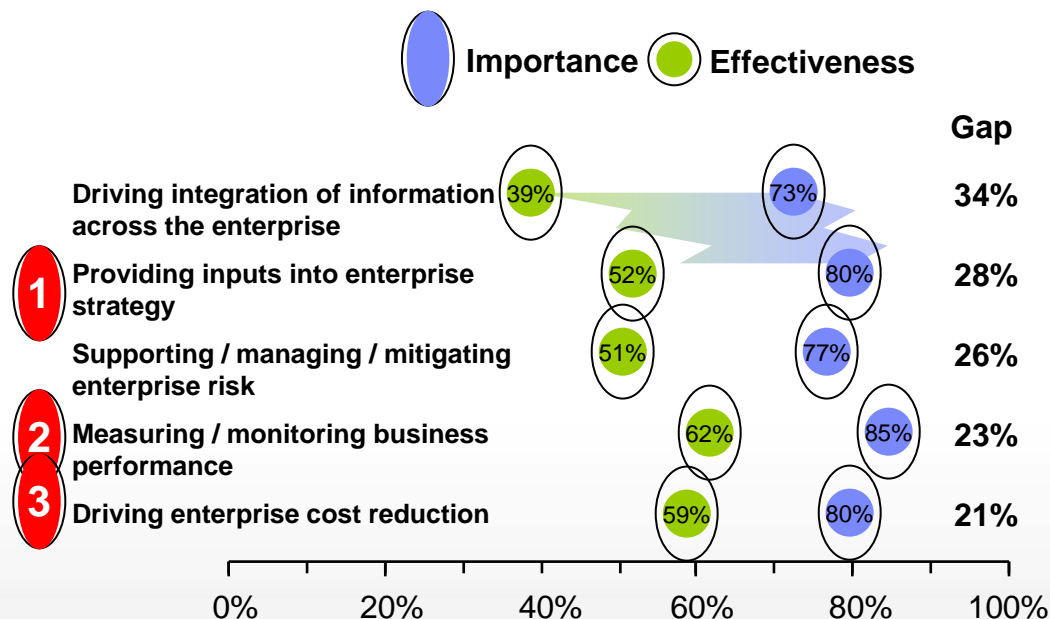 Importance Effectiveness
Gap
Driving integration of information
across the enterprise
39% 73% 34%
1
Providing inputs into enterprise
strategy
52% 80% 28%
Supporting / managing / mitigating
enterprise risk
51% 77% 26%
2
Measuring / monitoring business
performance
62% 85% 23%
3
Driving enterprise cost reduction
59% 80% 21%
0% 20% 40% 60% 80% 100%